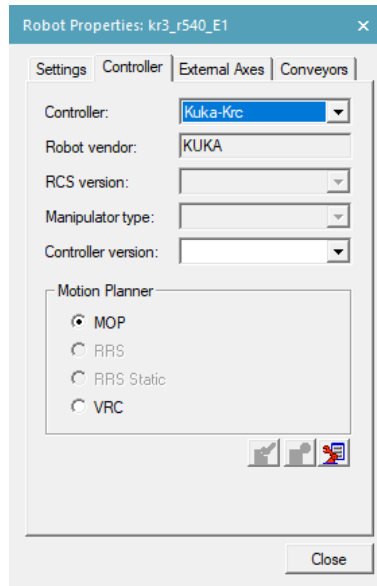 Robot Properties: kr3_r540_E1
Settings Controller External Axes Conveyors
Controller: Kuka-Krc
Robot vendor: KUKA
RCS version:
Manipulator type:
Controller version:
Motion Planner
MOP
RRS
RRS Static
VRC
Close